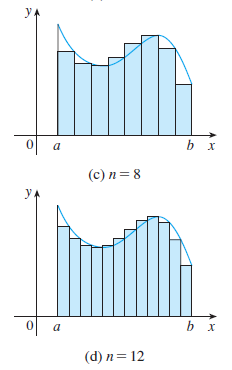 y
0 a b x
(c) n = 8
y
0 a b x
(d) n = 12